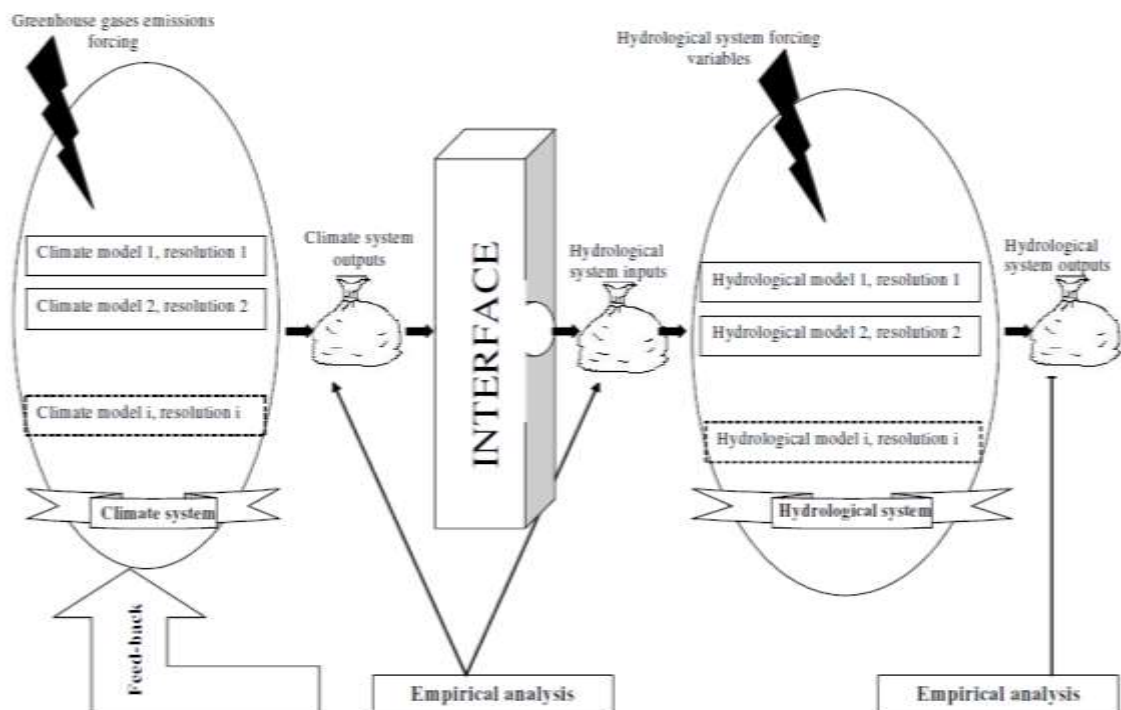 Greenhouse gases emissions
forcing
Climate model 1, resolution 1
Climate model 2, resolution 2
Climate model i, resolution i
Climate system
Feed-back
Climate system
outputs
INTERFACE
Hydrological
system inputs
Hydrological system forcing
variables
Hydrological model 1, resolution 1
Hydrological model 2, resolution 2
Hydrological model i, resolution i
Hydrological system
Hydrological
system outputs
Empirical analysis
Empirical analysis